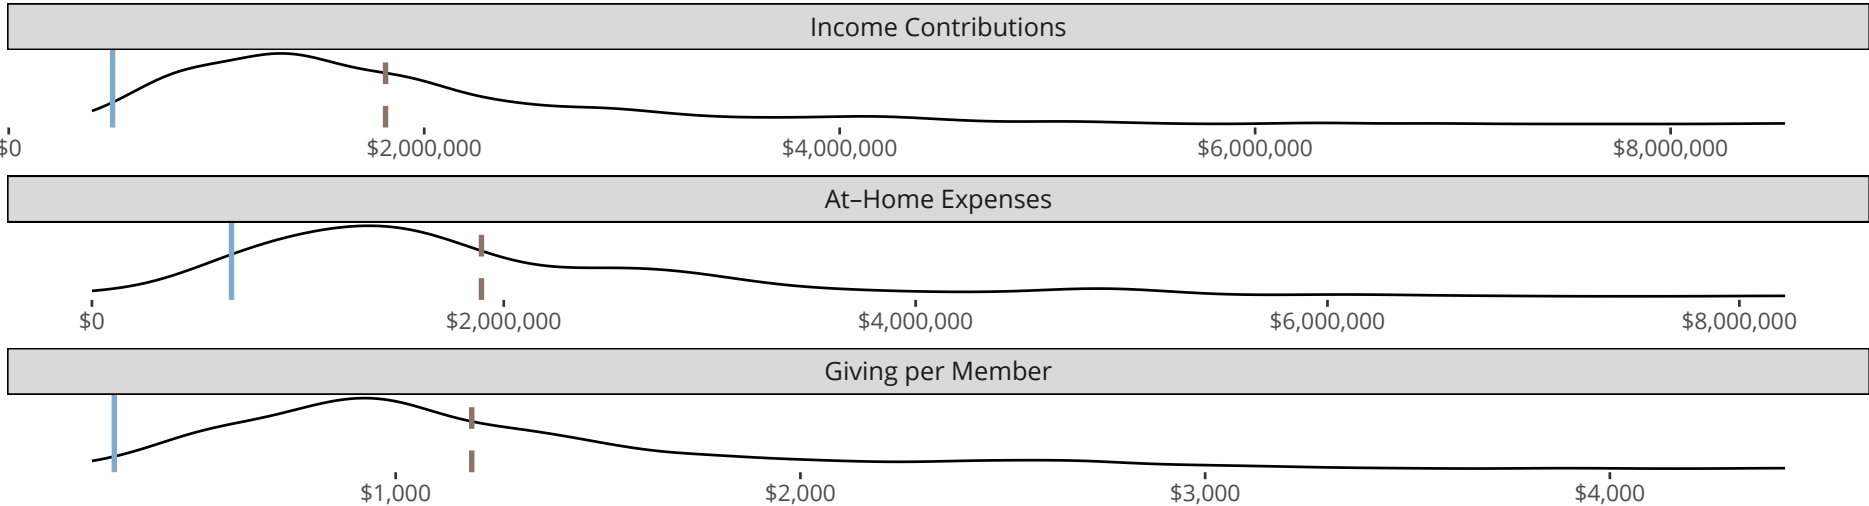 Income Contributions
$0 $2,000,000 $4,000,000 $6,000,000 $8,000,000
At–Home Expenses
$0 $2,000,000 $4,000,000 $6,000,000 $8,000,000
Giving per Member
$1,000 $2,000 $3,000 $4,000